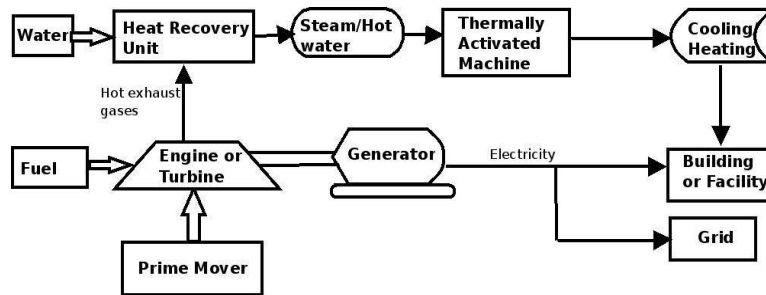 Water
Heat Recovery
Unit
Steam/Hot
water
Thermally
Activated
Machine
Cooling
Heating
Hot exhaust
gases
Fuel
Engine or
Turbine
Generator
Electricity
Building
or Facility
Grid
Prime Mover